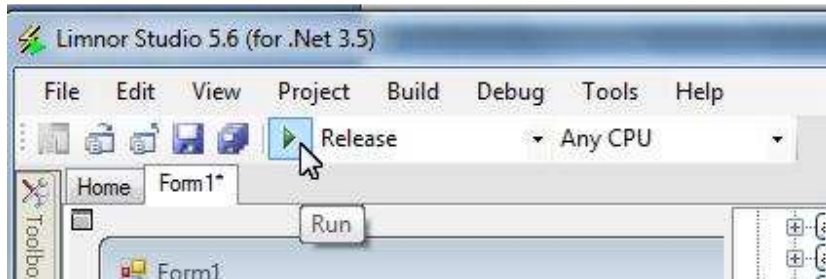 Limnor Studio 5.6 (for .Net 3.5)
File Edit View Project Build Debug Tools Help
Release Any CPU
Home Form1*
Run
Form1